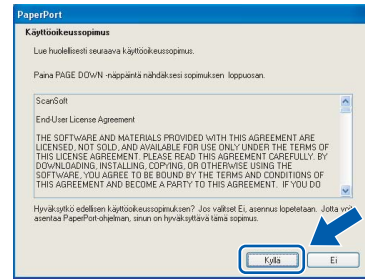 PaperPort
Käyttöoikeussopimus
Lue huolellisesti seuraava käyttöoikeussopimus.
Paina PAGE DOWN -näppäintä nähdäksesi sopimuksen loppuosan.
ScanSoft
End-User License Agreement
THE SOFTWARE AND MATERIALS PROVIDED WITH THIS AGREEMENT ARE
LICENSED, NOT SOLD, AND AVAILABLE FOR USE ONLY UNDER THE TERMS OF
THIS LICENSE AGREEMENT. PLEASE READ THIS AGREEMENT CAREFULLY. BY
DOWNLOADING, INSTALLING, COPYING, OR OTHERWISE USING THE
SOFTWARE, YOU AGREE TO BE BOUND BY THE TERMS AND CONDITIONS OF
THIS AGREEMENT AND BECOME A PARTY TO THIS AGREEMENT. IF YOU DO
Hyväksytkö edellisen käyttöoikeussopimuksen? Jos valitset Ei, asennus lopetetaan. Jotta
asentaa PaperPort-ohjelman, sinun on hyväksyttävä tämä sopimus.
Kyllä
Ei